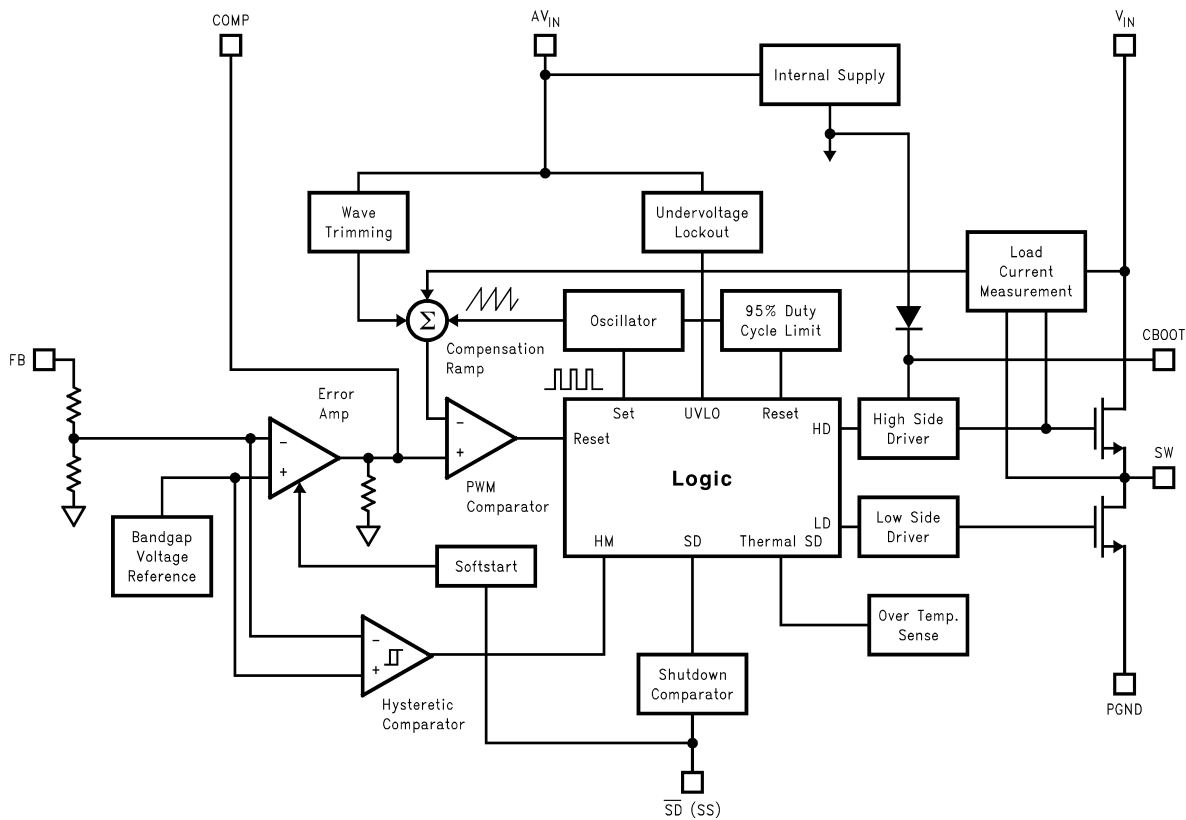 COMP
AVIN
VIN
Internal Supply
Wave
Trimming
Undervoltage
Lockout
Load
Current
Measurement
Σ
Oscillator
95% Duty
Cycle Limit
Compensation
Ramp
CBOOT
FB
Error
Amp
−
+
−
+
PWM
Comparator
Set
UVLO
Reset
Reset
HD
Logic
LD
HM
SD
Thermal SD
High Side
Driver
SW
Low Side
Driver
Bandgap
Voltage
Reference
Softstart
Over Temp.
Sense
−
+
Hysteretic
Comparator
Shutdown
Comparator
PGND
S̅D̅ (SS)